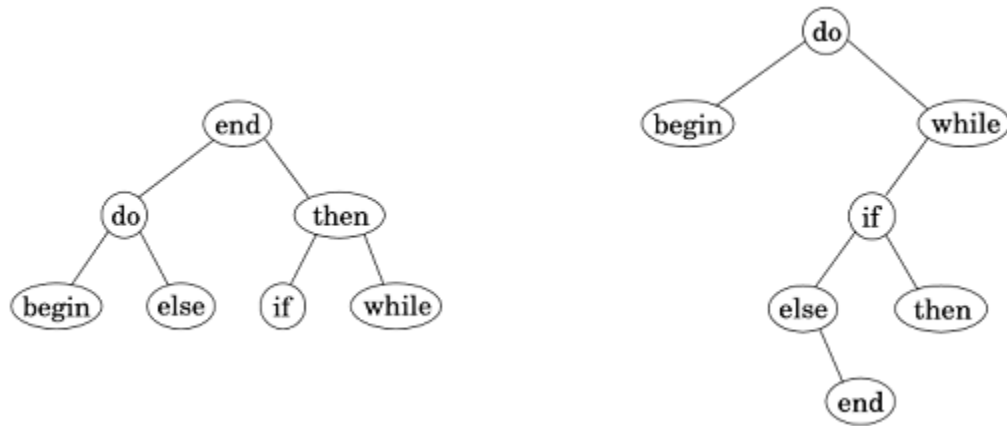 do
begin while
end
do then if
begin else if while else then
end